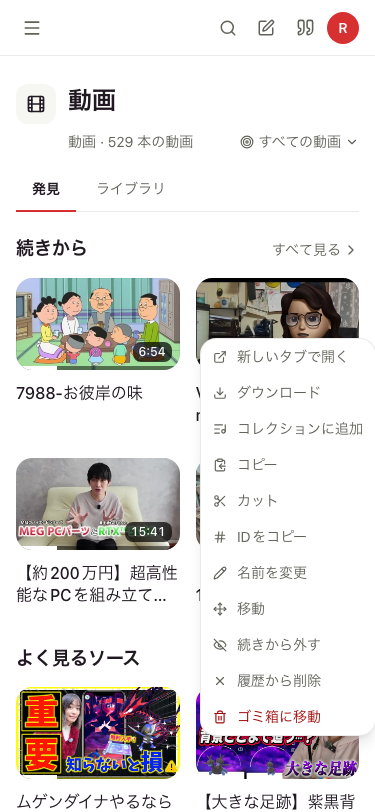 R
動画
動画 · 529 本の動画
すべての動画
発見
ライブラリ
続きから
すべて見る
6:54
7988-お彼岸の味
新しいタブで開く
ダウンロード
コレクションに追加
コピー
カット
IDをコピー
名前を変更
移動
続きから外す
履歴から削除
ゴミ箱に移動
MEG PCパーツ
RTX
15:41
【約200万円】超高性
能なPCを組み立て...
よく見るソース
重要
知らないと損
大きな足跡
ムゲンダイナやるなら
【大きな足跡】紫黒背